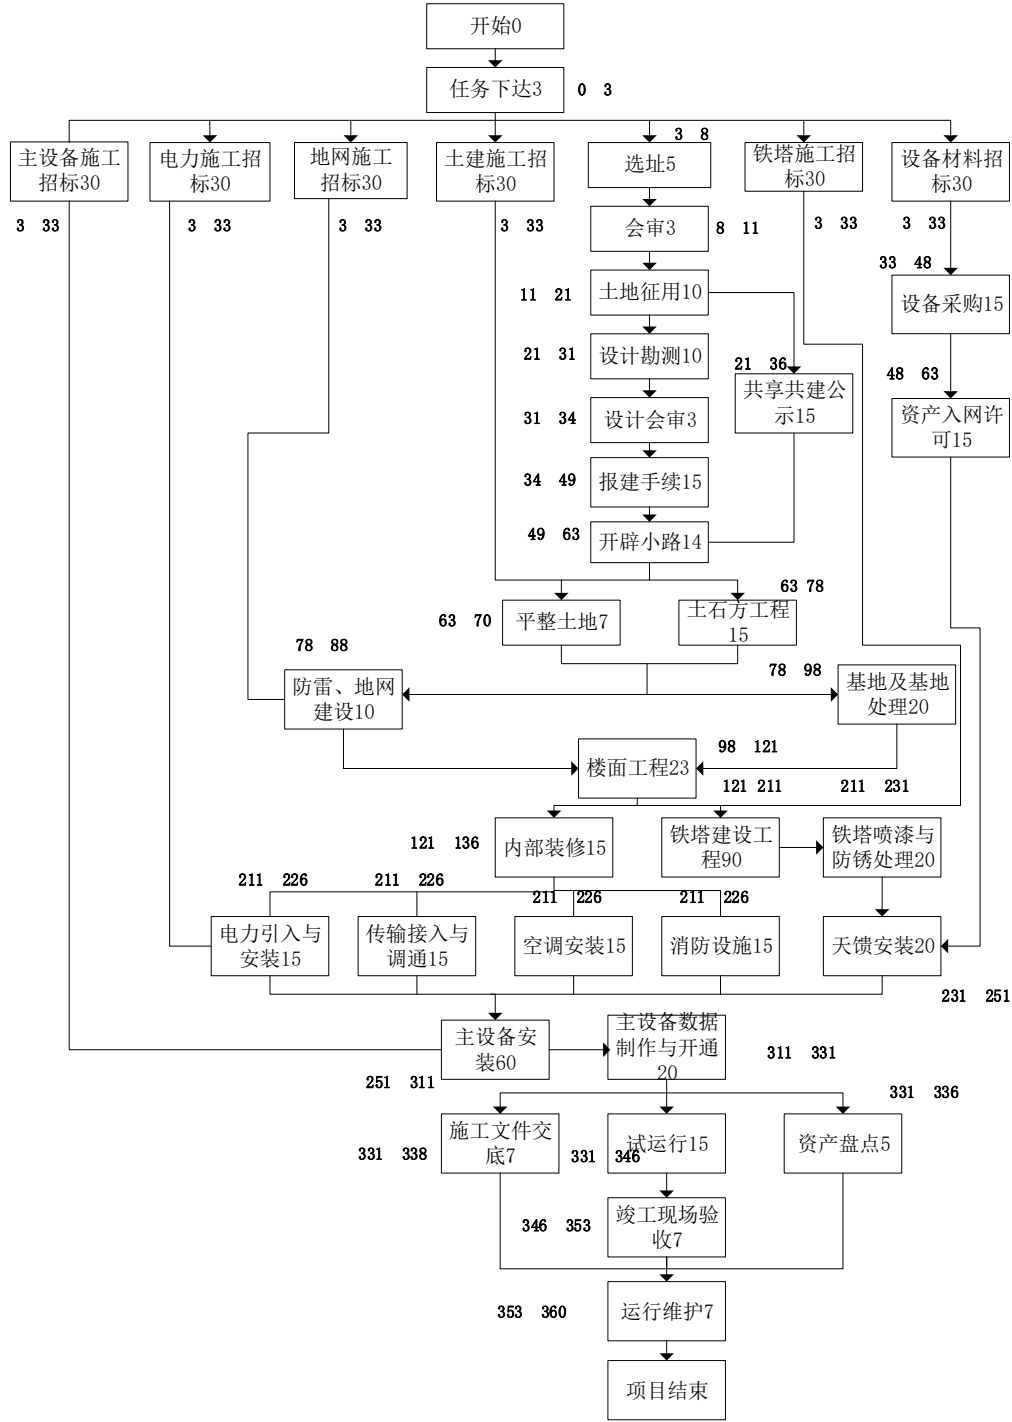 开始0
任务下达3
0 3
主设备施工
招标30
3 33
电力施工招
标30
3 33
地网施工
招标30
3 33
土建施工招
标30
3 33
3 8
选址5
铁塔施工招
标30
3 33
设备材料招
标30
3 33
会审3
8 11
11 21
土地征用10
33 48
设备采购15
21 31
设计勘测10
21 36
共享共建公
示15
48 63
资产入网许
可15
31 34
设计会审3
34 49
报建手续15
49 63
开辟小路14
63 70
平整土地7
63 78
土石方工程
15
78 88
防雷、地网
建设10
78 98
基地及基地
处理20
98 121
楼面工程23
121 136
内部装修15
121 211
铁塔建设工
程90
211 231
铁塔喷漆与
防锈处理20
211 226
电力引入与
安装15
211 226
传输接入与
调通15
211 226
空调安装15
211 226
消防设施15
天馈安装20
231 251
主设备安
装60
251 311
主设备数据
制作与开通
20
311 331
331 338
施工文件交
底7
331 346
试运行15
331 336
资产盘点5
346 353
竣工现场验
收7
353 360
运行维护7
项目结束